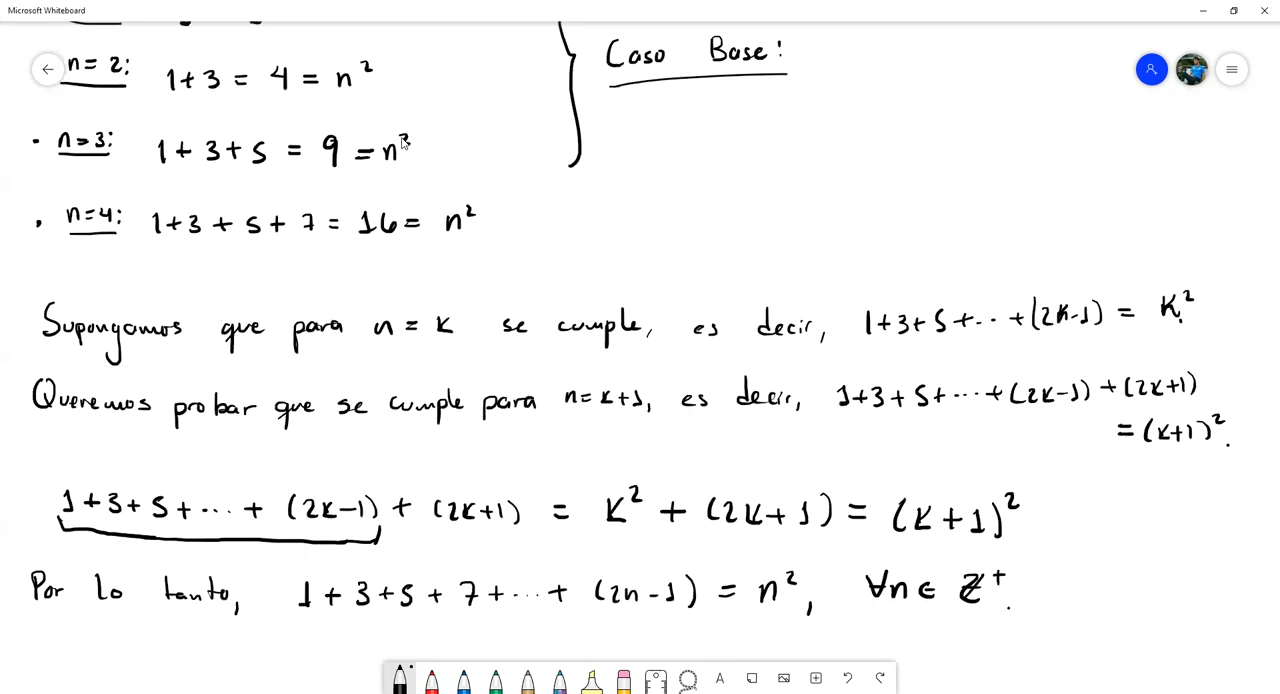 Microsoft Whiteboard
n = 2: 1+3 = 4 = n²
Caso Base:
· n=3: 1+3+5 = 9 = n²
· n=4: 1+3+5+7 = 16 = n²
Supongamos que para n = k se cumple, es decir, 1+3+5+...+(2k-1) = k².
Queremos probar que se cumple para n=k+1, es decir, 1+3+5+...+(2k-1)+(2k+1)
= (k+1)².
1+3+5+...+(2k-1)+(2k+1) = k²+(2k+1) = (k+1)²
Por lo tanto, 1+3+5+7+...+(2n-1) = n², ∀n∈ℤ⁺.
A